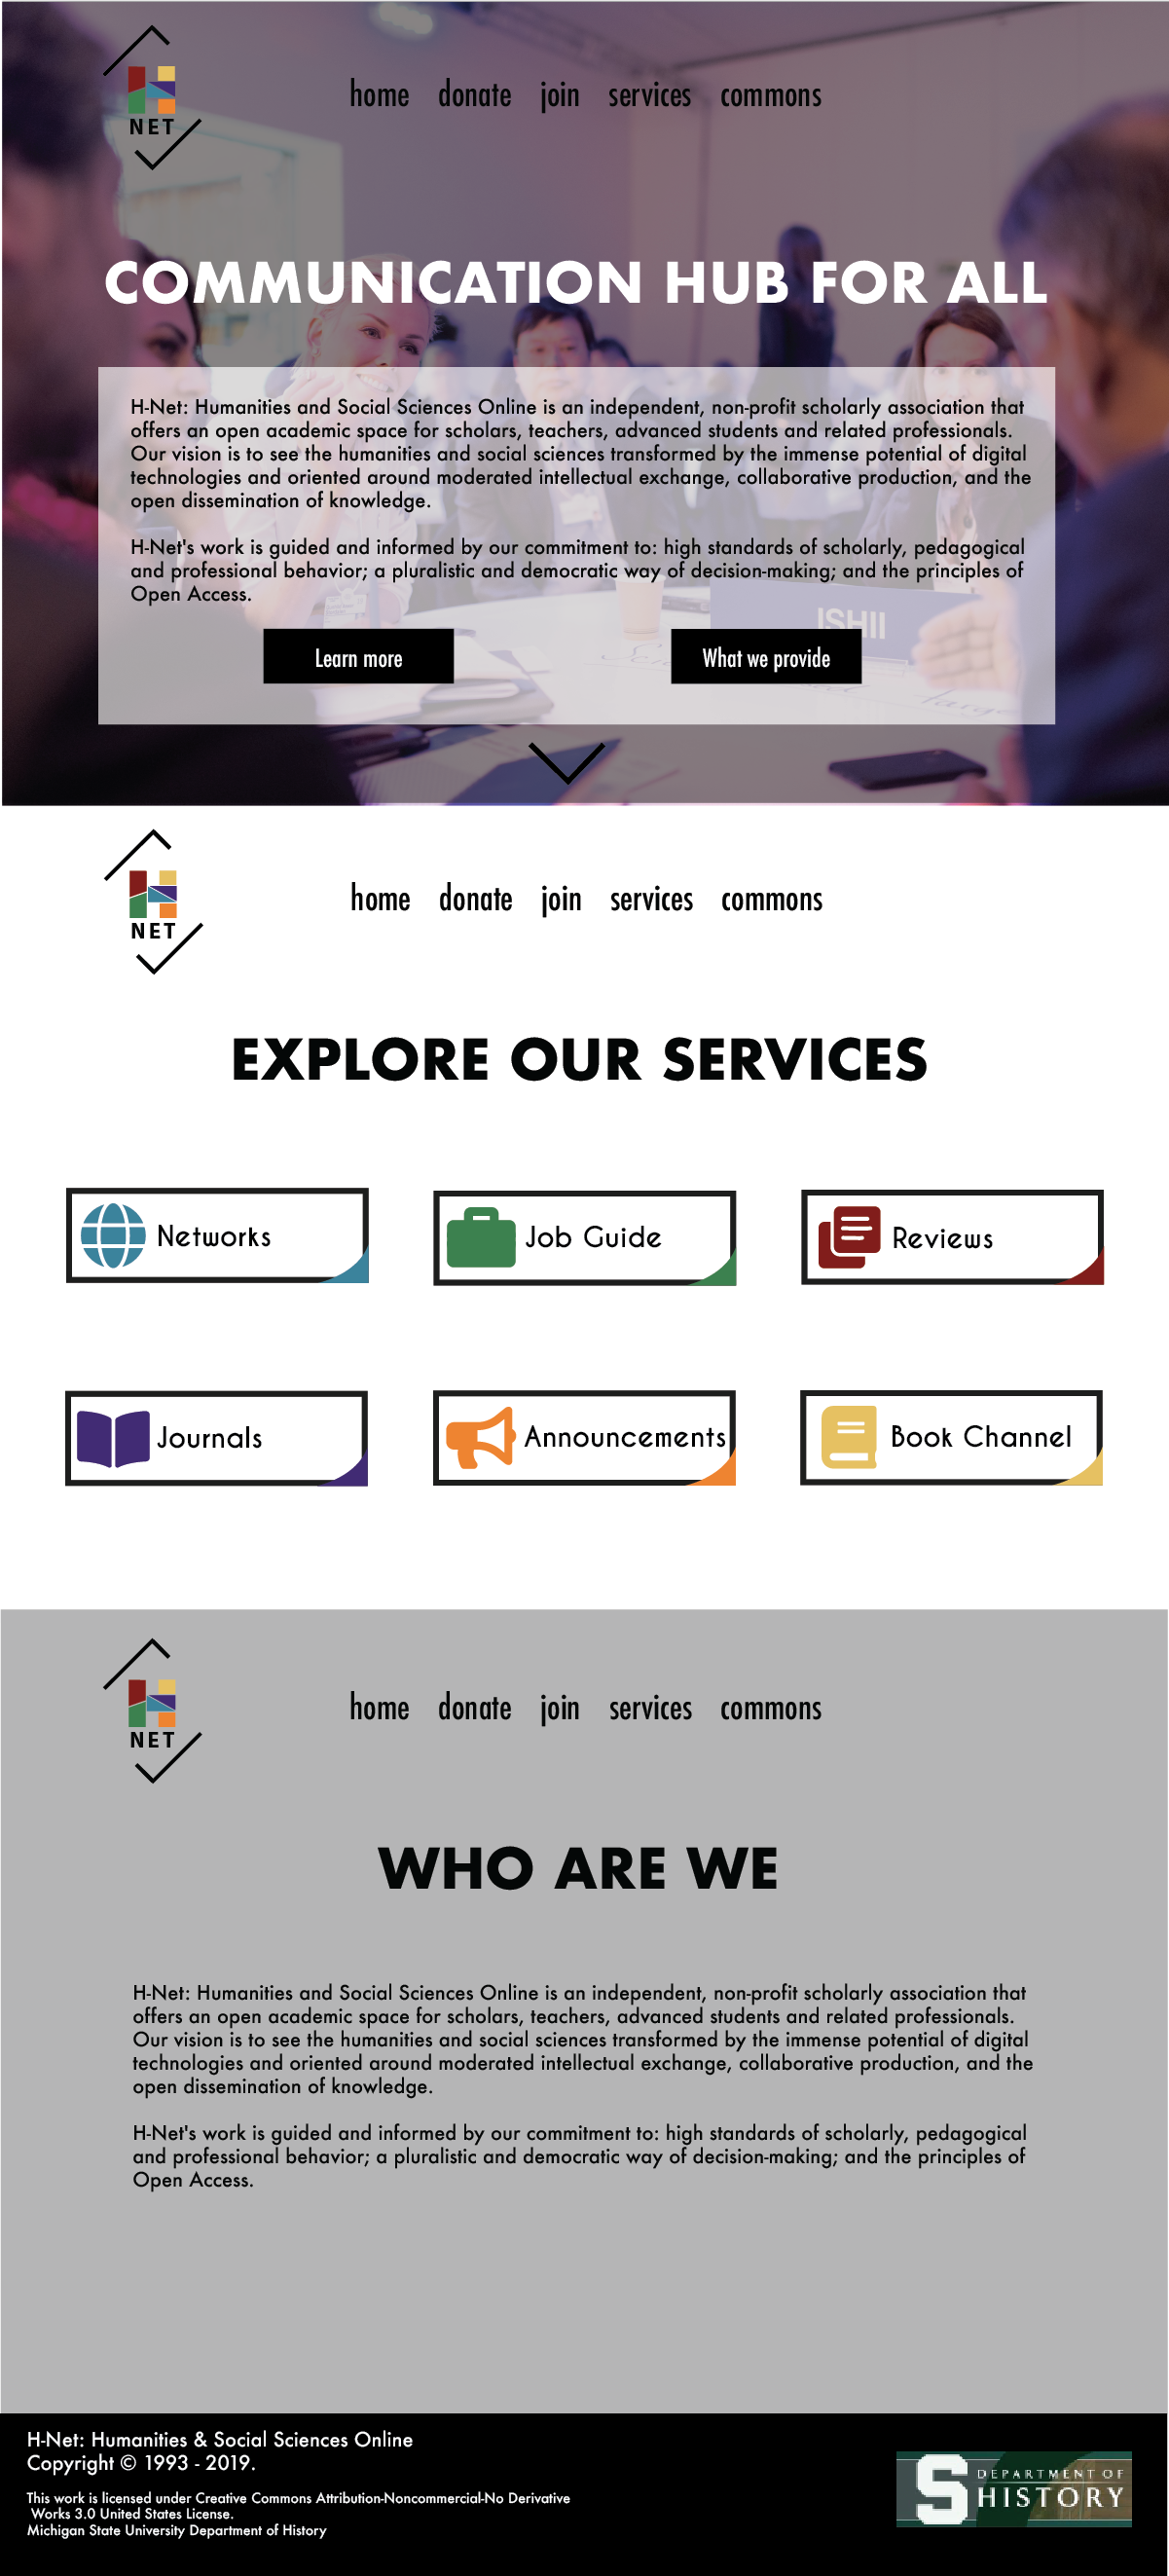 NET
home donate join services commons
COMMUNICATION HUB FOR ALL
H-Net: Humanities and Social Sciences Online is an independent, non-profit scholarly association that
offers an open academic space for scholars, teachers, advanced students and related professionals.
Our vision is to see the humanities and social sciences transformed by the immense potential of digital
technologies and oriented around moderated intellectual exchange, collaborative production, and the
open dissemination of knowledge.
H-Net's work is guided and informed by our commitment to: high standards of scholarly, pedagogical
and professional behavior; a pluralistic and democratic way of decision-making; and the principles of
Open Access.
ISHII
Learn more
What we provide
NET
home donate join services commons
EXPLORE OUR SERVICES
Networks
Job Guide
Reviews
Journals
Announcements
Book Channel
NET
home donate join services commons
WHO ARE WE
H-Net: Humanities and Social Sciences Online is an independent, non-profit scholarly association that
offers an open academic space for scholars, teachers, advanced students and related professionals.
Our vision is to see the humanities and social sciences transformed by the immense potential of digital
technologies and oriented around moderated intellectual exchange, collaborative production, and the
open dissemination of knowledge.
H-Net's work is guided and informed by our commitment to: high standards of scholarly, pedagogical
and professional behavior; a pluralistic and democratic way of decision-making; and the principles of
Open Access.
H-Net: Humanities & Social Sciences Online
Copyright © 1993 - 2019.
This work is licensed under Creative Commons Attribution-Noncommercial-No Derivative
Works 3.0 United States License.
Michigan State University Department of History
S DEPARTMENT OF
HISTORY